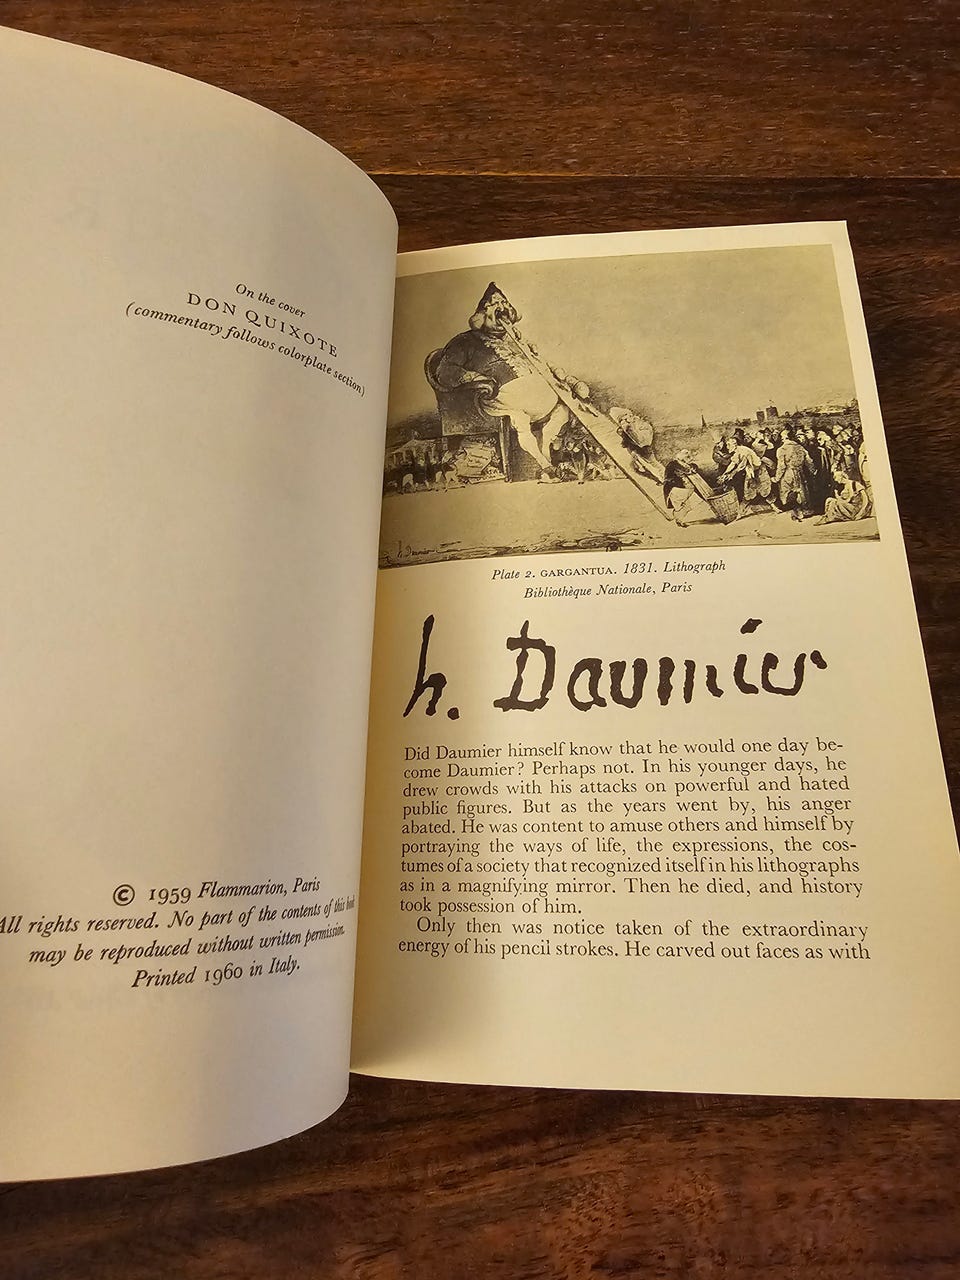 On the cover
DON QUIXOTE
(commentary follows colorplate section)
© 1959 Flammarion, Paris
All rights reserved. No part of the contents of this book
may be reproduced without written permission.
Printed 1960 in Italy.
h. Daumier
Plate 2. GARGANTUA. 1831. Lithograph
Bibliothèque Nationale, Paris
h. Daumier
Did Daumier himself know that he would one day be-
come Daumier? Perhaps not. In his younger days, he
drew crowds with his attacks on powerful and hated
public figures. But as the years went by, his anger
abated. He was content to amuse others and himself by
portraying the ways of life, the expressions, the cos-
tumes of a society that recognized itself in his lithographs
as in a magnifying mirror. Then he died, and history
took possession of him.
Only then was notice taken of the extraordinary
energy of his pencil strokes. He carved out faces as with